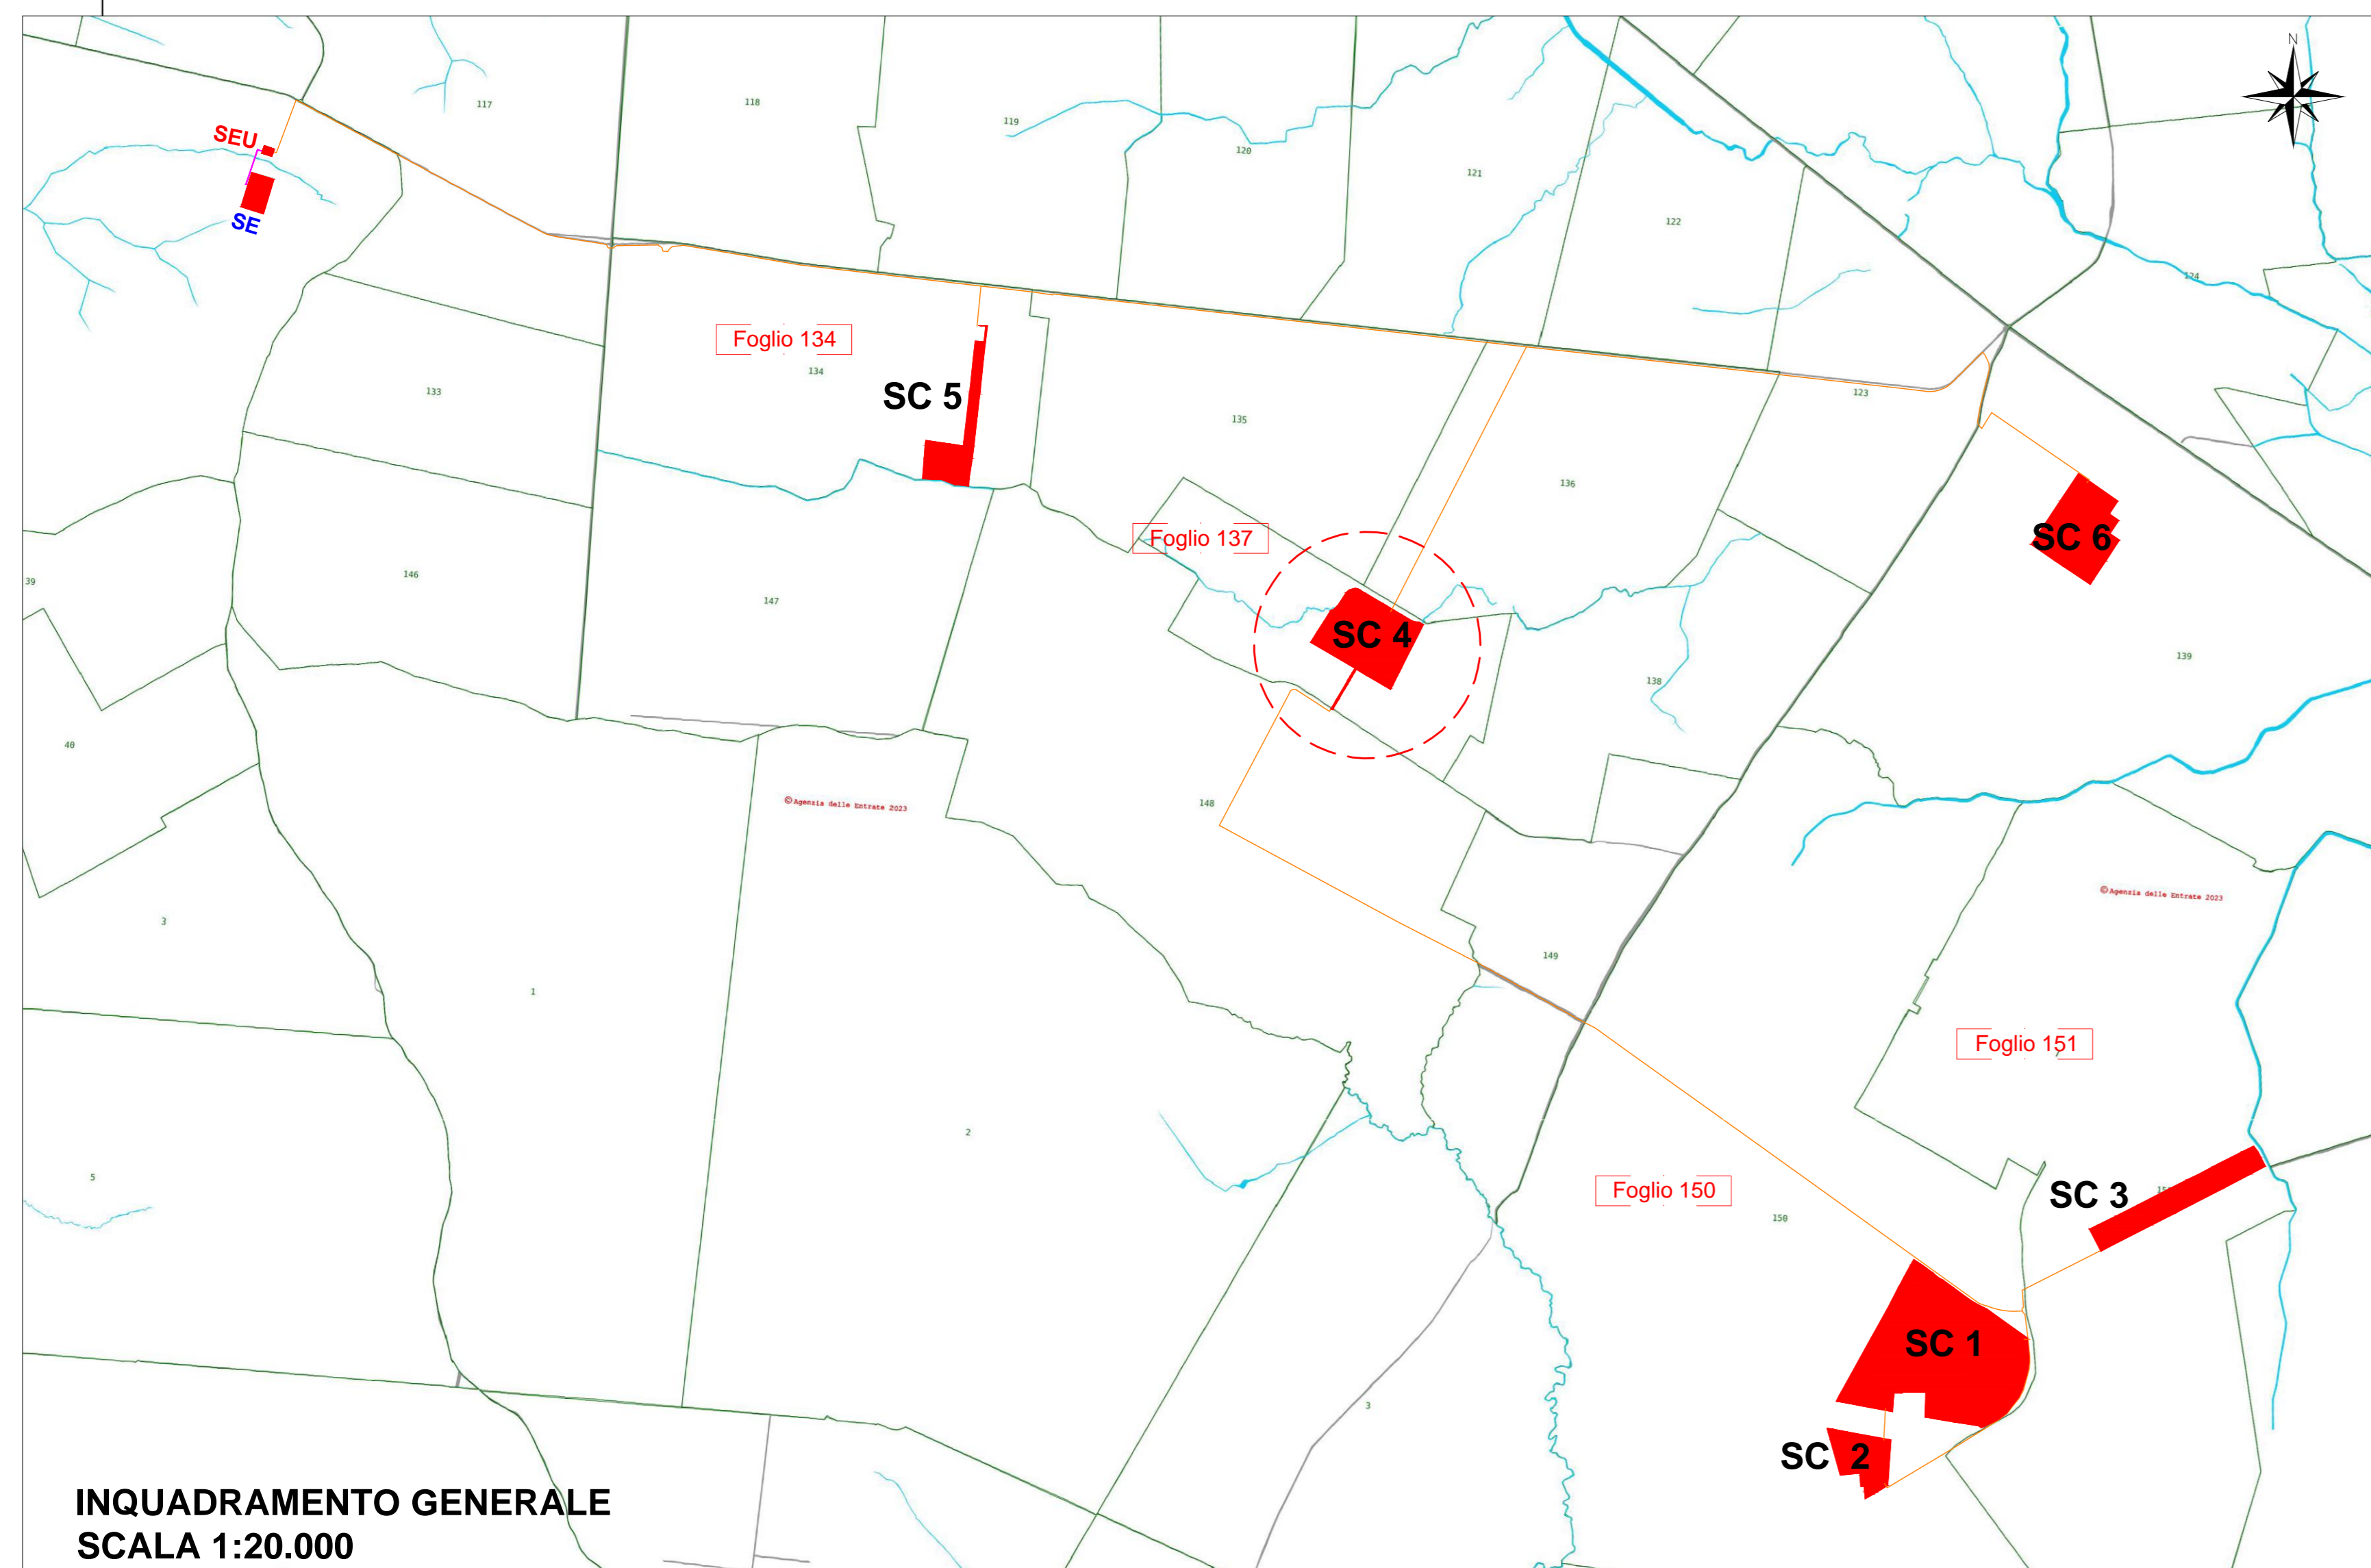 N
117
118
119
120
121
122
124
SEU
SE
Foglio 134
134
SC 5
133
135
123
136
Foglio 137
SC 6
SC 4
39
146
147
138
139
40
148
©Agenzia delle Entrate 2023
©Agenzia delle Entrate 2023
3
1
149
Foglio 151
2
5
Foglio 150
150
SC 3
SC 1
3
SC 2
INQUADRAMENTO GENERALE
SCALA 1:20.000